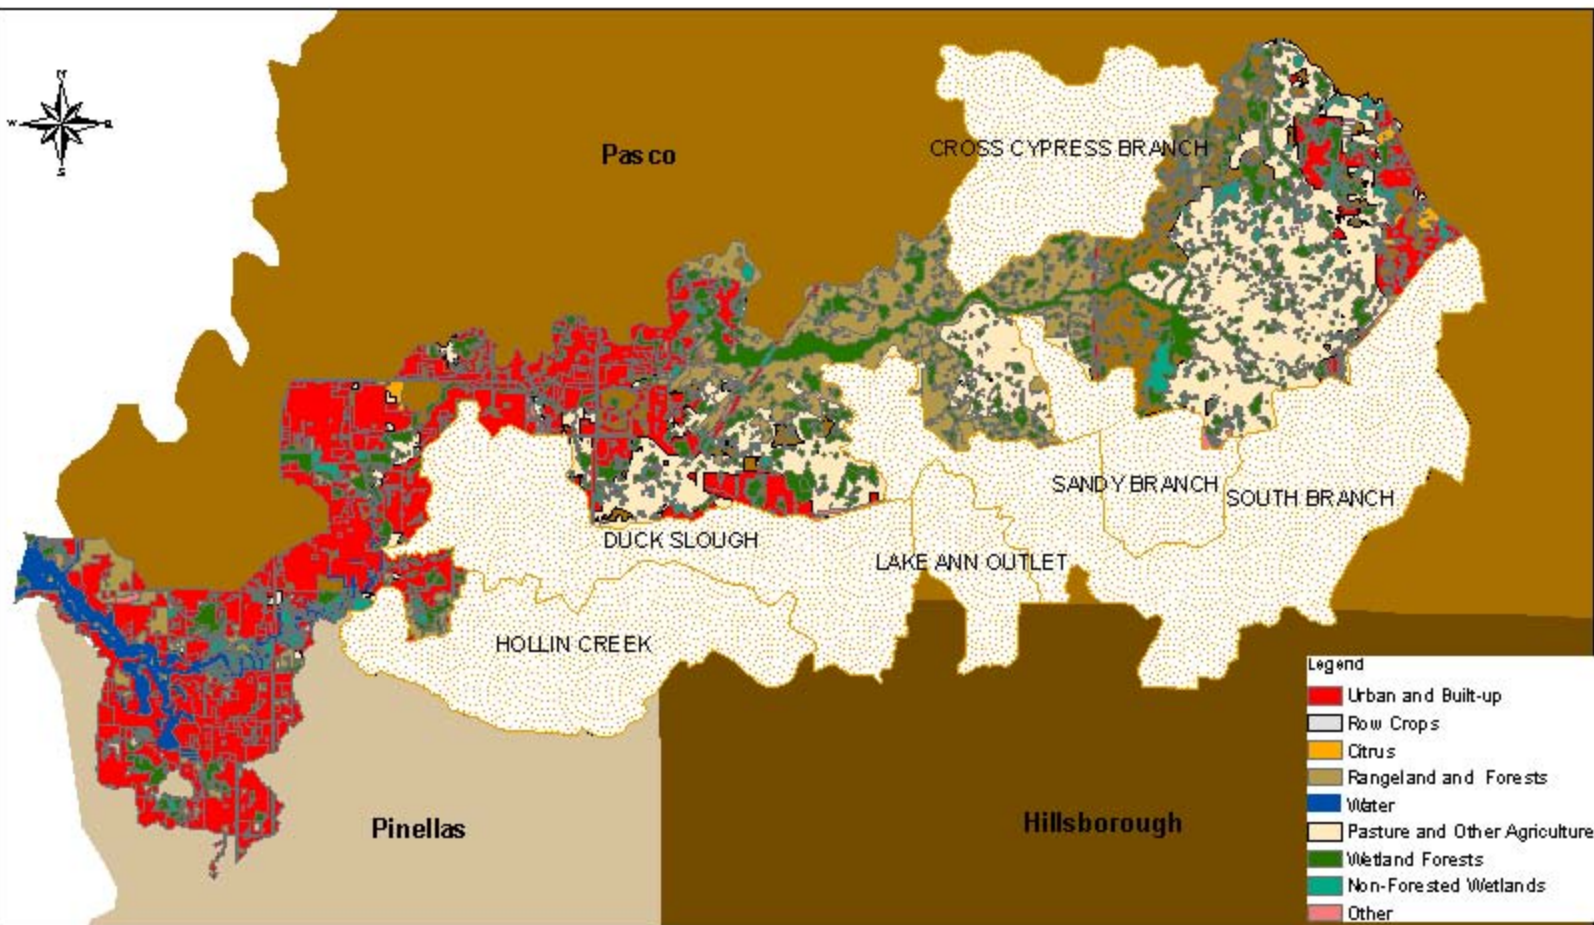 N
W
S
Pasco
CROSS CYPRESS BRANCH
SANDY BRANCH
SOUTH BRANCH
DUCK SLOUGH
LAKE ANN OUTLET
HOLLIN CREEK
Pinellas
Hillsborough
Legend
Urban and Built-up
Row Crops
Citrus
Rangeland and Forests
Water
Pasture and Other Agriculture
Wetland Forests
Non-Forested Wetlands
Other